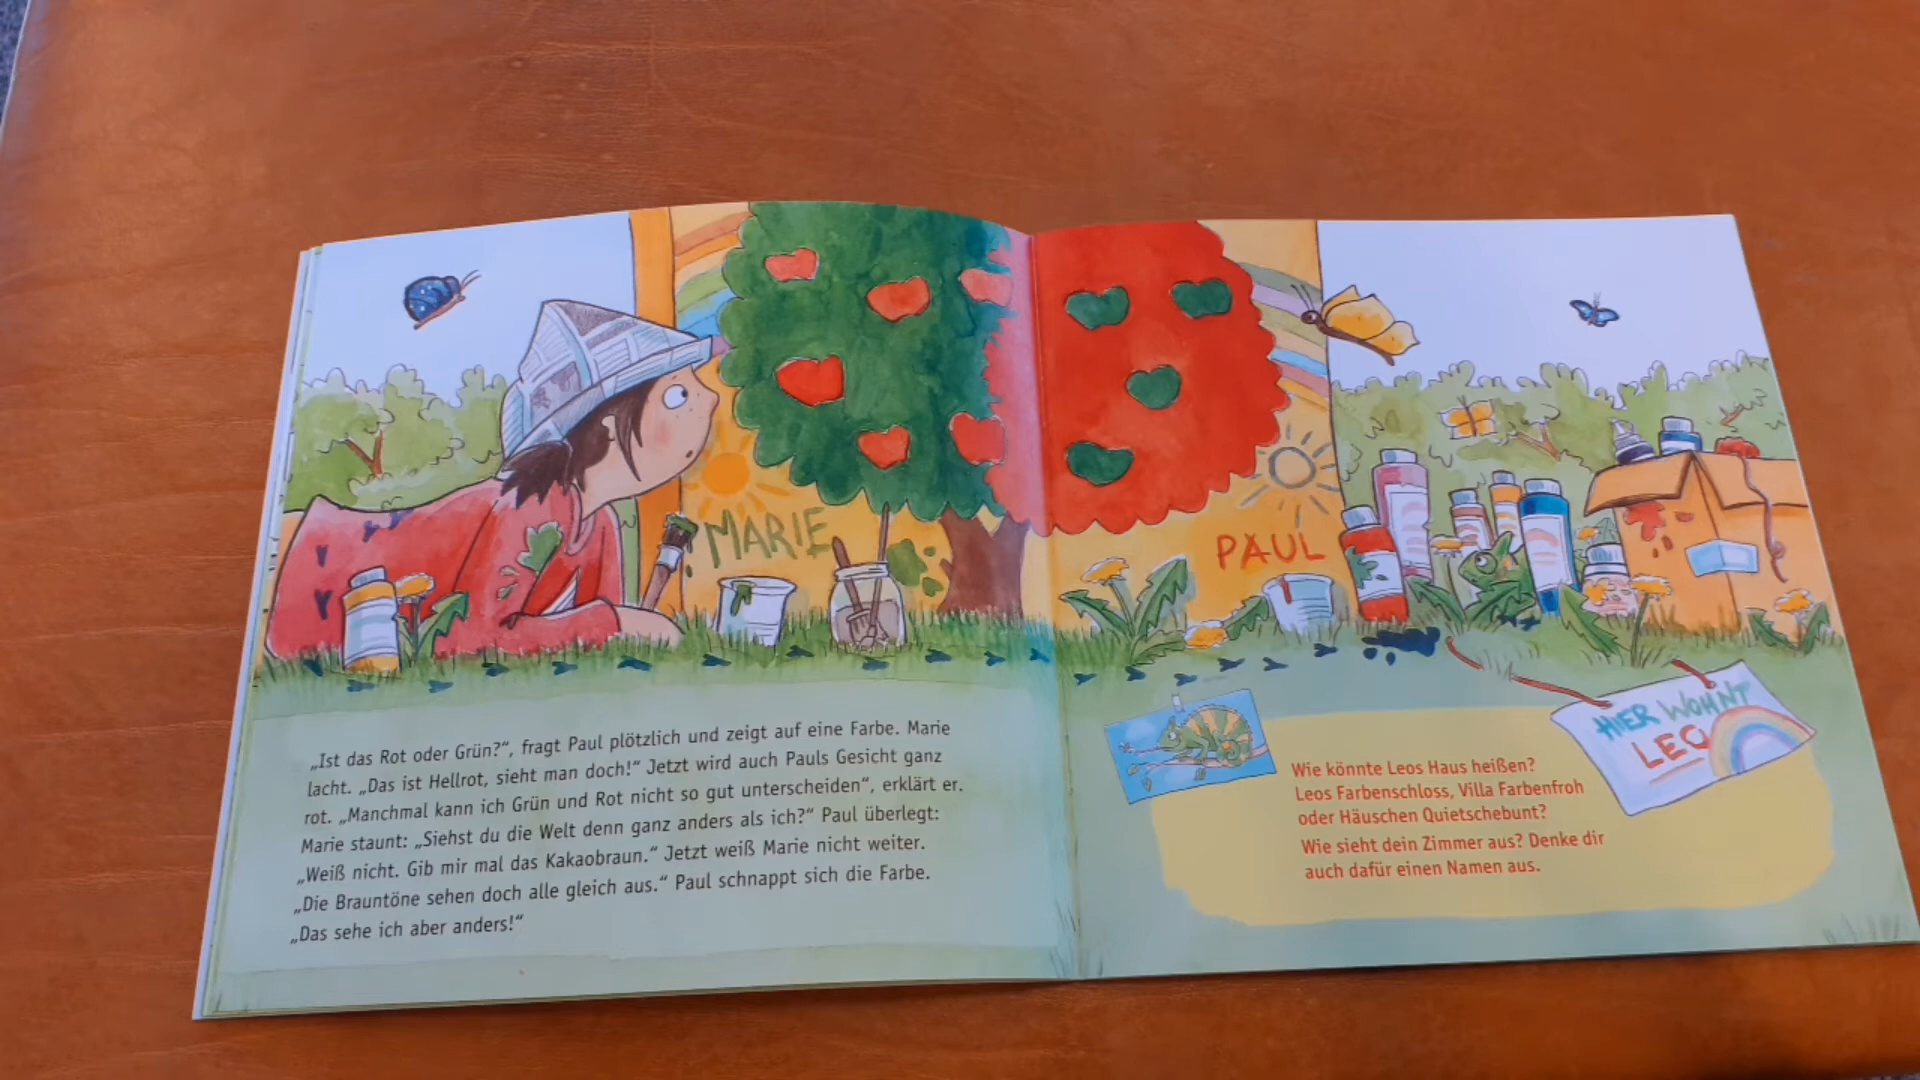 MARIE
PAUL
HIER WOHNT
LEO
„Ist das Rot oder Grün?“, fragt Paul plötzlich und zeigt auf eine Farbe. Marie
lacht. „Das ist Hellrot, sieht man doch!“ Jetzt wird auch Pauls Gesicht ganz
rot. „Manchmal kann ich Grün und Rot nicht so gut unterscheiden“, erklärt er.
Marie staunt: „Siehst du die Welt denn ganz anders als ich?“ Paul überlegt:
„Weiß nicht. Gib mir mal das Kakaobraun.“ Jetzt weiß Marie nicht weiter.
„Die Brauntöne sehen doch alle gleich aus.“ Paul schnappt sich die Farbe.
„Das sehe ich aber anders!“
Wie könnte Leos Haus heißen?
Leos Farbenschloss, Villa Farbenfroh
oder Häuschen Quietschebunt?
Wie sieht dein Zimmer aus? Denke dir
auch dafür einen Namen aus.